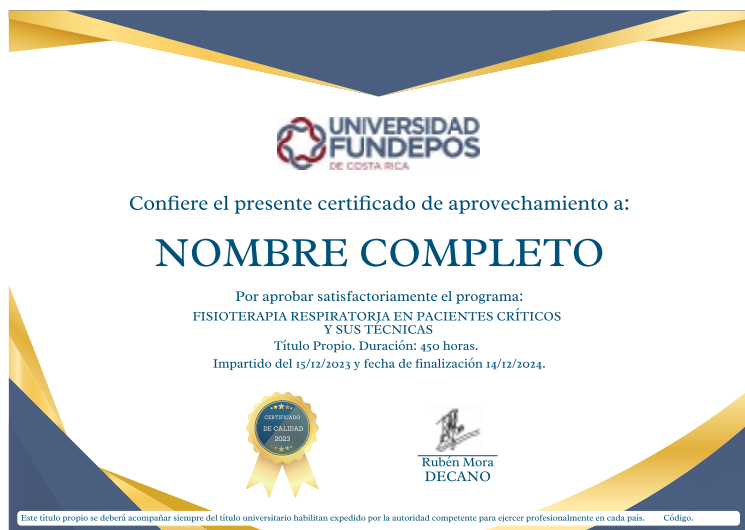 UNIVERSIDAD
FUNDEPOS
DE COSTA RICA
Confiere el presente certificado de aprovechamiento a:
NOMBRE COMPLETO
Por aprobar satisfactoriamente el programa:
FISIOTERAPIA RESPIRATORIA EN PACIENTES CRÍTICOS
Y SUS TÉCNICAS
Título Propio. Duración: 450 horas.
Impartido del 15/12/2023 y fecha de finalización 14/12/2024.
CERTIFICADO
DE CALIDAD
2023
Rubén Mora
DECANO
Este título propio se deberá acompañar siempre del título universitario habilitan expedido por la autoridad competente para ejercer profesionalmente en cada país. Código.